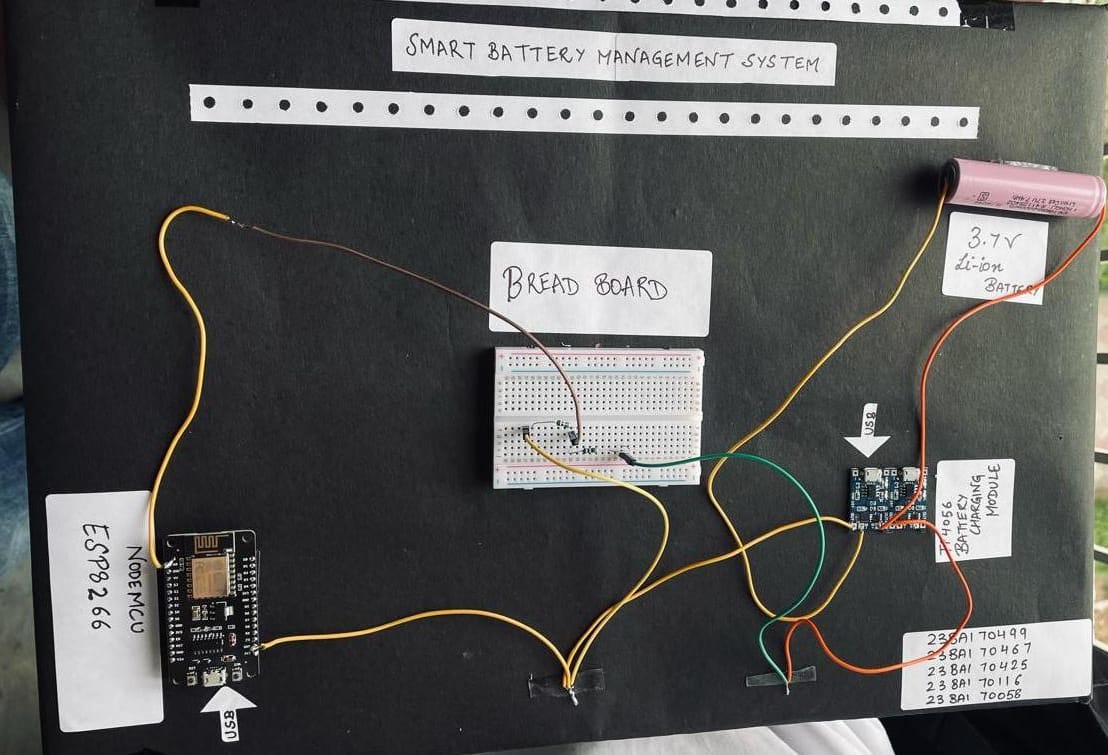 SMART BATTERY MANAGEMENT SYSTEM
3.7V
Li-ion
BATTERY
BREAD BOARD
USB
TP4056
BATTERY
CHARGING
MODULE
NODEMCU
ESP8266
USB
23BAI 70499
23BAI 70467
23BAI 70425
23BAI 70116
23BAI 70058